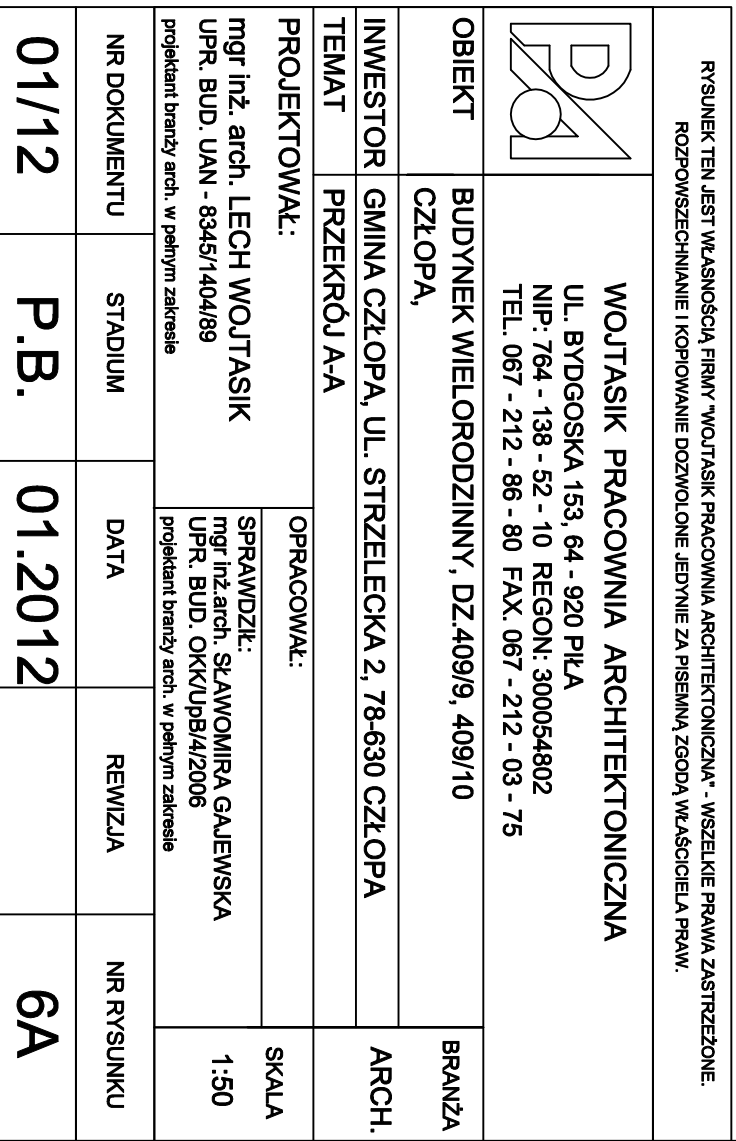 RYSUNEK TEN JEST WŁASNOŚCIĄ FIRMY "WOJTASIK PRACOWNIA ARCHITEKTONICZNA" - WSZELKIE PRAWA ZASTRZEŻONE.
ROZPOWSZECHNIANIE I KOPIOWANIE DOZWOLONE JEDYNIE ZA PISEMNĄ ZGODĄ WŁAŚCICIELA PRAW.
WOJTASIK PRACOWNIA ARCHITEKTONICZNA
UL. BYDGOSKA 153, 64 - 920 PIŁA
NIP: 764 - 138 - 52 - 10 REGON: 300054802
TEL. 067 - 212 - 86 - 80 FAX. 067 - 212 - 03 - 75
OBIEKT
BUDYNEK WIELORODZINNY, DZ.409/9, 409/10
CZŁOPA,
BRANŻA
INWESTOR
GMINA CZŁOPA, UL. STRZELECKA 2, 78-630 CZŁOPA
ARCH.
TEMAT
PRZEKRÓJ A-A
PROJEKTOWAŁ:
mgr inż. arch. LECH WOJTASIK
UPR. BUD. UAN - 8345/1404/89
projektant branży arch. w pełnym zakresie
OPRACOWAŁ:
SPRAWDZIŁ:
mgr inż.arch. SŁAWOMIRA GAJEWSKA
UPR. BUD. OKK/UpB/4/2006
projektant branży arch. w pełnym zakresie
SKALA
1:50
NR DOKUMENTU
STADIUM
DATA
REWIZJA
NR RYSUNKU
01/12
P.B.
01.2012
6A